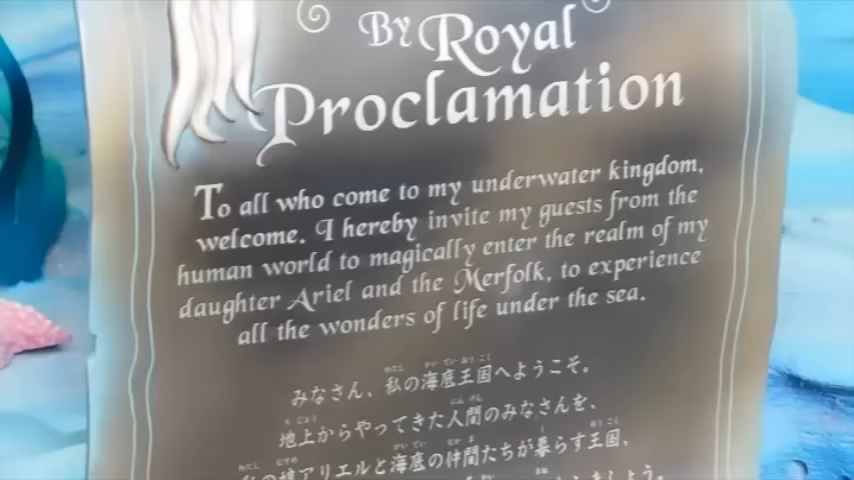 By Royal
Proclamation
To all who come to my underwater kingdom,
welcome. I hereby invite my guests from the
human world to magically enter the realm of my
daughter Ariel and the Merfolk, to experience
all the wonders of life under the sea.
みなさん、私の海底王国へようこそ。
地上からやってきた人間のみなさんを、
私の娘アリエルと海底の仲間たちが暮らす王国、